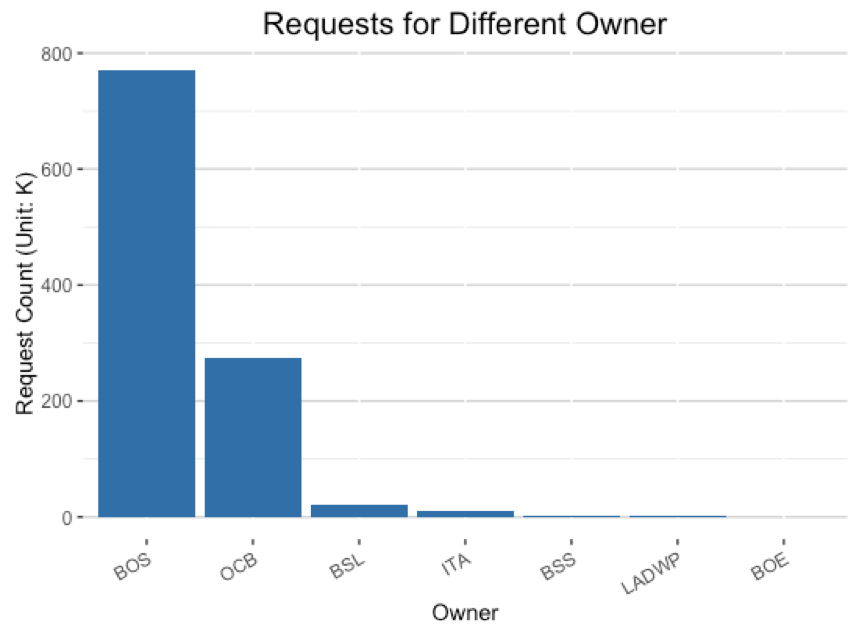 Requests for Different Owner
Request Count (Unit: K)
800
600
400
200
0
BOS OCB BSL ITA BSS LADWP BOE
Owner